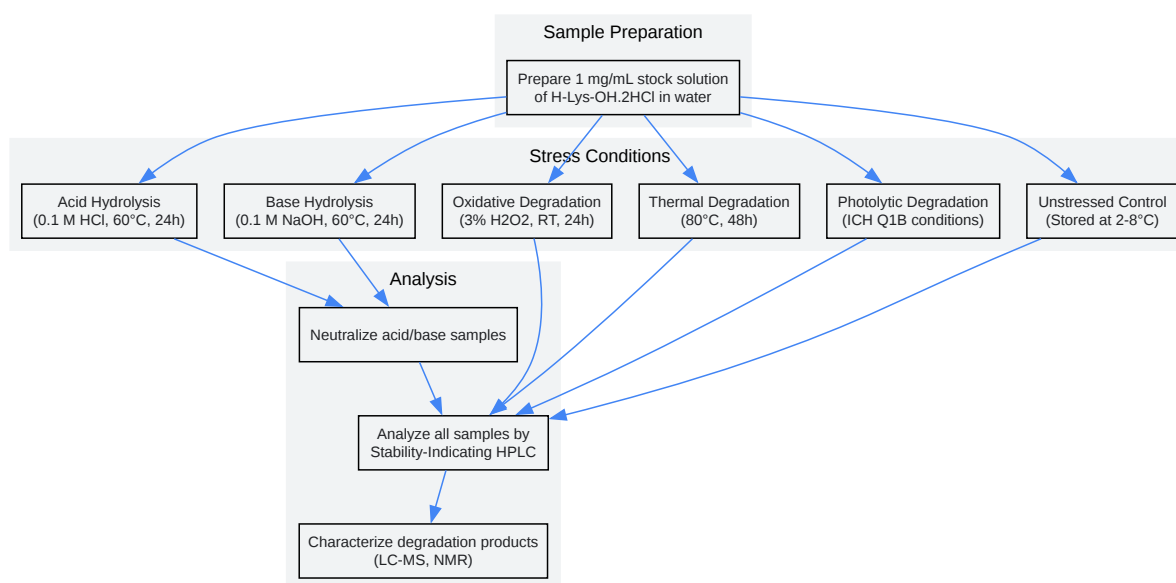 Sample Preparation
Prepare 1 mg/mL stock solution
of H-Lys-OH.2HCl in water
Stress Conditions
Acid Hydrolysis
(0.1 M HCl, 60°C, 24h)
Base Hydrolysis
(0.1 M NaOH, 60°C, 24h)
Oxidative Degradation
(3% H2O2, RT, 24h)
Thermal Degradation
(80°C, 48h)
Photolytic Degradation
(ICH Q1B conditions)
Unstressed Control
(Stored at 2-8°C)
Analysis
Neutralize acid/base samples
Analyze all samples by
Stability-Indicating HPLC
Characterize degradation products
(LC-MS, NMR)